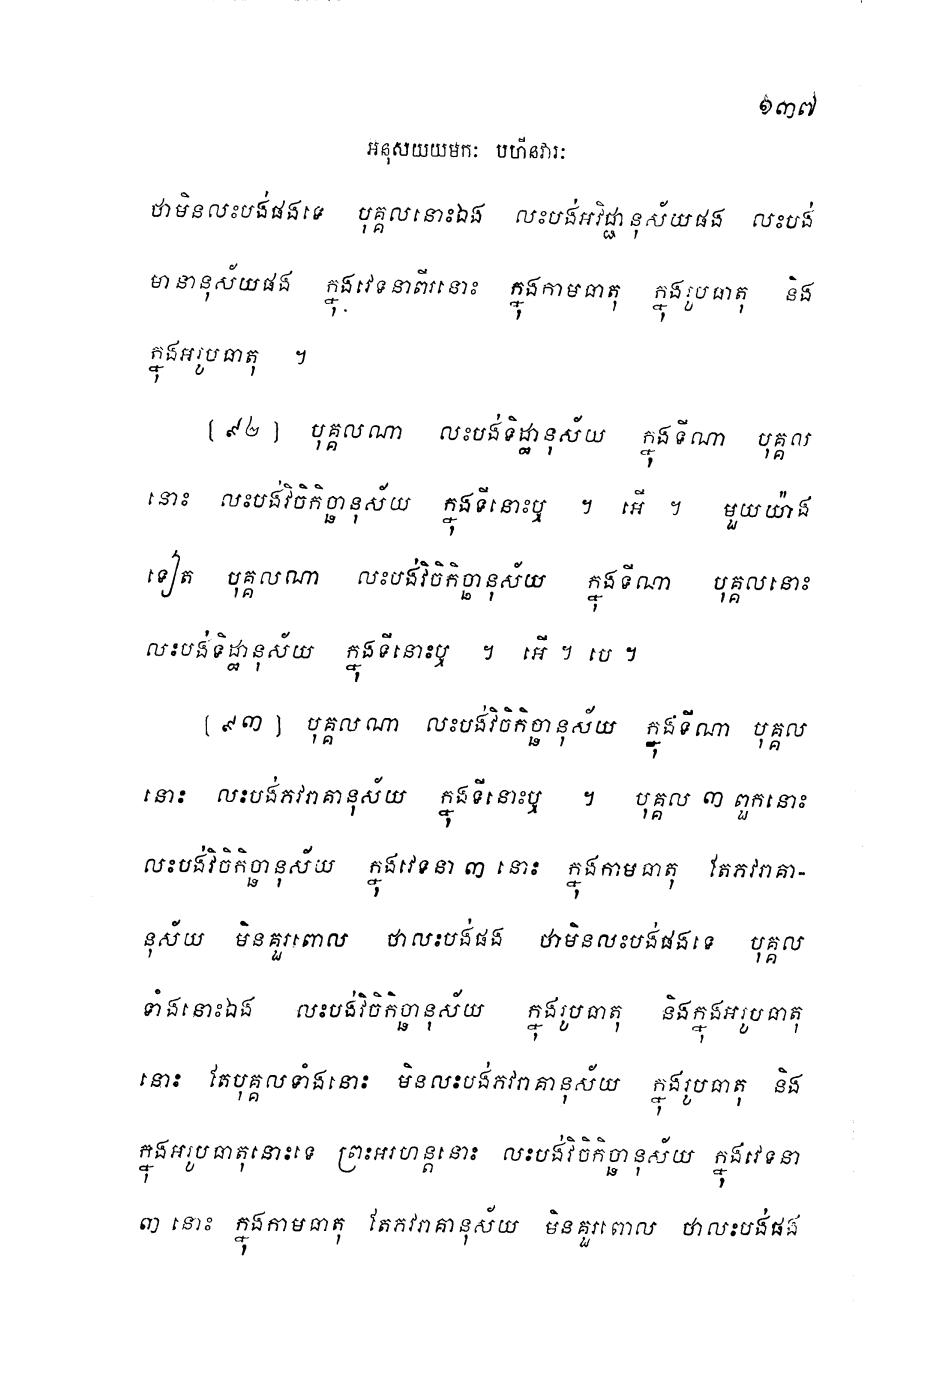 ១៣៧
អនុសយយមកៈ បហីនវារៈ
ថាមិនលះបង់ផងទេ បុគ្គលនោះឯង លះបង់អវិជ្ជានុស័យផង លះបង់
មានានុស័យផង ក្នុងវេទនាពីរនោះ ក្នុងកាមធាតុ ក្នុងរូបធាតុ និង
ក្នុងអរូបធាតុ ។
[៩២] បុគ្គលណា លះបង់ទិដ្ឋានុស័យ ក្នុងទីណា បុគ្គល
នោះ លះបង់វិចិកិច្ឆានុស័យ ក្នុងទីនោះឬ ។ អើ ។ មួយយ៉ាង
ទៀត បុគ្គលណា លះបង់វិចិកិច្ឆានុស័យ ក្នុងទីណា បុគ្គលនោះ
លះបង់ទិដ្ឋានុស័យ ក្នុងទីនោះឬ ។ អើ ។ បេ ។
[៩៣] បុគ្គលណា លះបង់វិចិកិច្ឆានុស័យ ក្នុងទីណា បុគ្គល
នោះ លះបង់ភវរាគានុស័យ ក្នុងទីនោះឬ ។ បុគ្គល ៣ ពួកនោះ
លះបង់វិចិកិច្ឆានុស័យ ក្នុងវេទនា ៣ នោះ ក្នុងកាមធាតុ តែភវរាគា-
នុស័យ មិនគួរពោល ថាលះបង់ផង ថាមិនលះបង់ផងទេ បុគ្គល
ទាំងនោះឯង លះបង់វិចិកិច្ឆានុស័យ ក្នុងរូបធាតុ និងក្នុងអរូបធាតុ
នោះ តែបុគ្គលទាំងនោះ មិនលះបង់ភវរាគានុស័យ ក្នុងរូបធាតុ និង
ក្នុងអរូបធាតុនោះទេ ព្រះអរហន្តនោះ លះបង់វិចិកិច្ឆានុស័យ ក្នុងវេទនា
៣ នោះ ក្នុងកាមធាតុ តែភវរាគានុស័យ មិនគួរពោល ថាលះបង់ផង